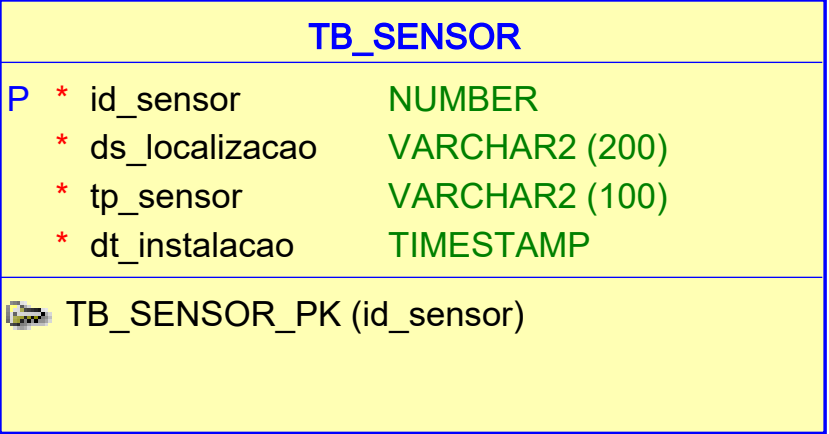 TB_SENSOR
P * id_sensor NUMBER
* ds_localizacao VARCHAR2 (200)
* tp_sensor VARCHAR2 (100)
* dt_instalacao TIMESTAMP
TB_SENSOR_PK (id_sensor)